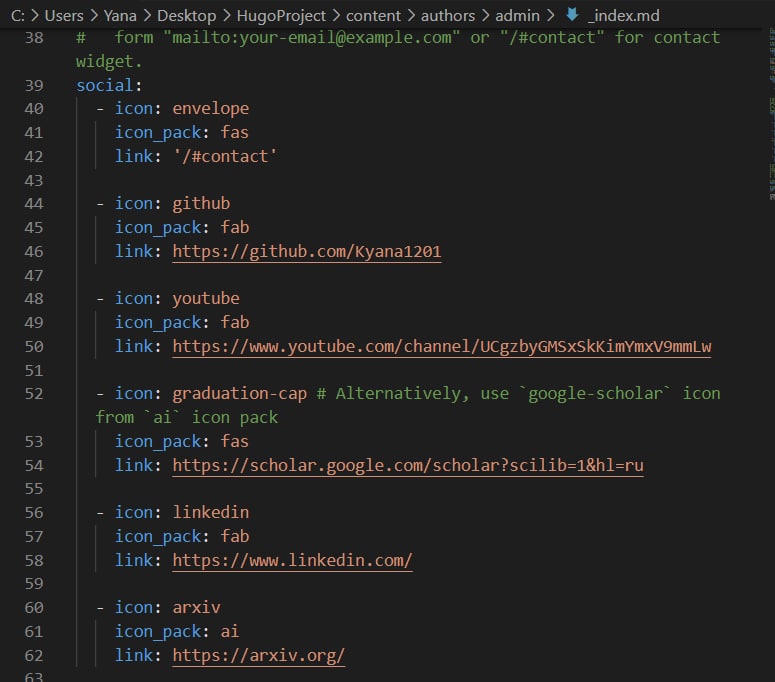 C: > Users > Yana > Desktop > HugoProject > content > authors > admin > _index.md
38 #   form "mailto:your-email@example.com" or "/#contact" for contact
widget.
39 social:
40   - icon: envelope
41     icon_pack: fas
42     link: '/#contact'
43
44   - icon: github
45     icon_pack: fab
46     link: https://github.com/Kyana1201
47
48   - icon: youtube
49     icon_pack: fab
50     link: https://www.youtube.com/channel/UCgzbyGMSxSkKimYmxV9mmLw
51
52   - icon: graduation-cap # Alternatively, use `google-scholar` icon
from `ai` icon pack
53     icon_pack: fas
54     link: https://scholar.google.com/scholar?scilib=1&hl=ru
55
56   - icon: linkedin
57     icon_pack: fab
58     link: https://www.linkedin.com/
59
60   - icon: arxiv
61     icon_pack: ai
62     link: https://arxiv.org/
63